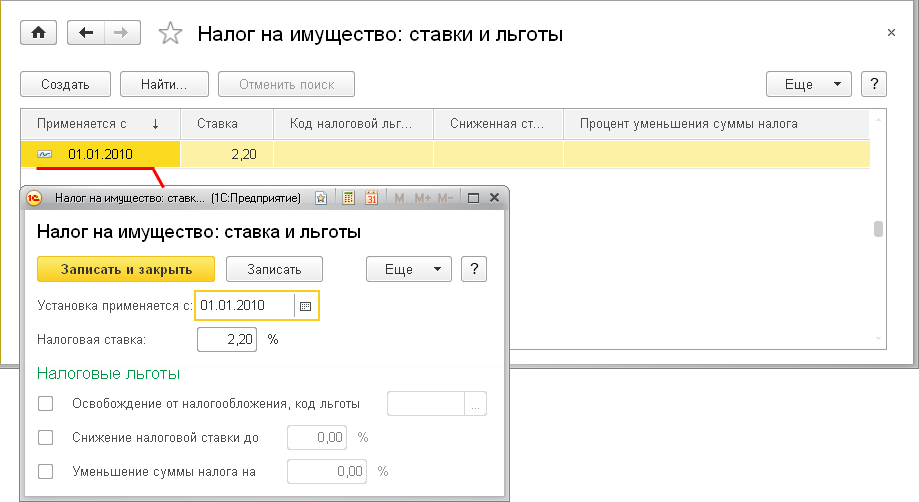 Налог на имущество: ставки и льготы
Создать Найти... Отменить поиск Еще ?
Применяется с ↓ Ставка Код налоговой льг... Сниженная ст... Процент уменьшения суммы налога
01.01.2010 2,20
1С Налог на имущество: ставк... (1С:Предприятие) 31 M M+ M-
Налог на имущество: ставка и льготы
Записать и закрыть Записать Еще ?
Установка применяется с: 01.01.2010
Налоговая ставка: 2,20 %
Налоговые льготы
Освобождение от налогообложения, код льготы ...
Снижение налоговой ставки до 0,00 %
Уменьшение суммы налога на 0,00 %